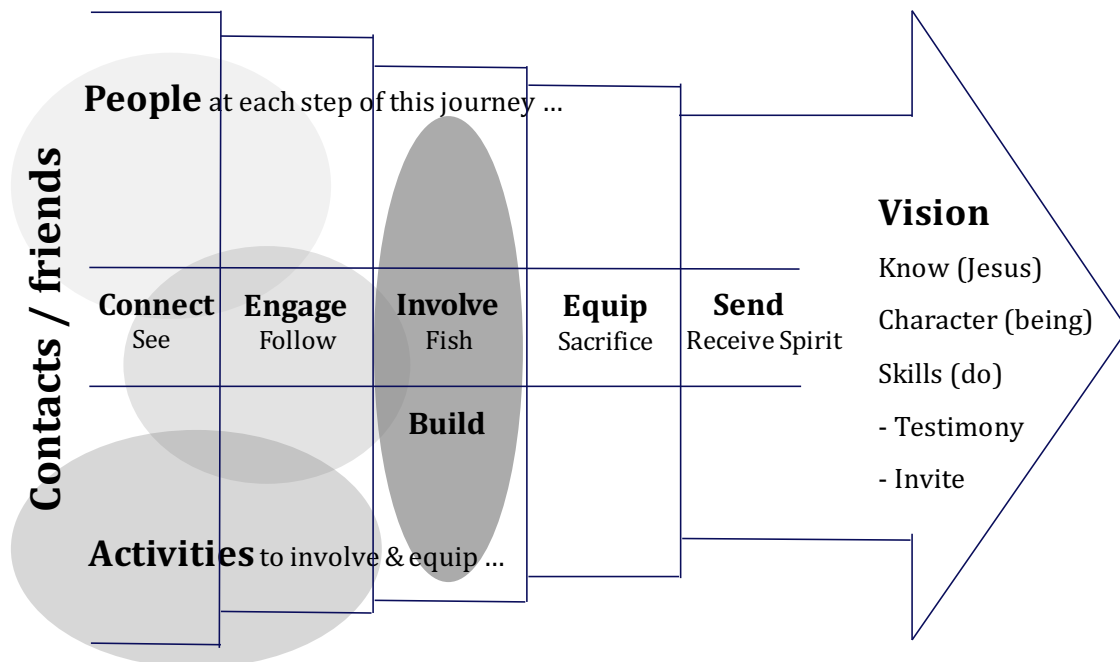 Contacts / friends
People at each step of this journey …
Connect
See
Engage
Follow
Involve
Fish
Equip
Sacrifice
Send
Receive Spirit
Build
Activities to involve & equip …
Vision
Know (Jesus)
Character (being)
Skills (do)
- Testimony
- Invite